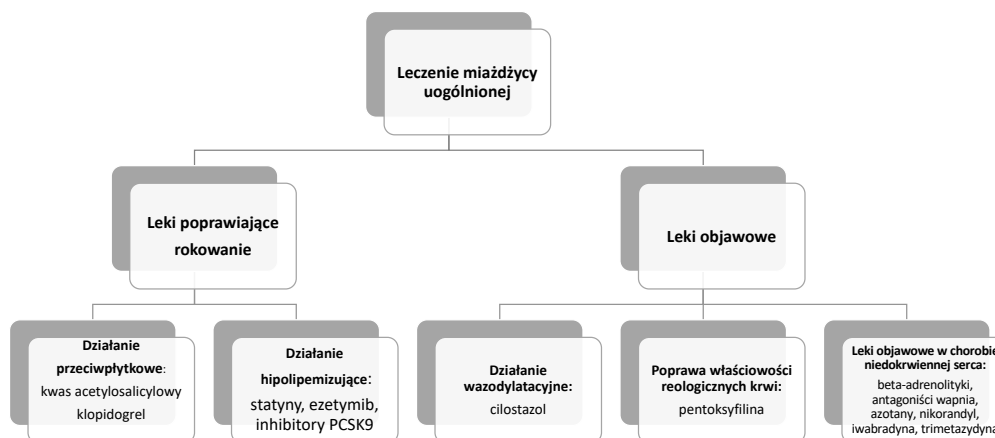 Leczenie miażdżycy
uogólnionej
Leki poprawiające
rokowanie
Leki objawowe
Działanie
przeciwpłytkowe:
kwas acetylosalicylowy
klopidogrel
Działanie
hipolipemizujące:
statyny, ezetymib,
inhibitory PCSK9
Działanie
wazodylatacyjne:
cilostazol
Poprawa właściwości
reologicznych krwi:
pentoksyfilina
Leki objawowe w chorobie
niedokrwiennej serca:
beta-adrenolityki,
antagoniści wapnia,
azotany, nikorandyl,
iwabradyna, trimetazydyna